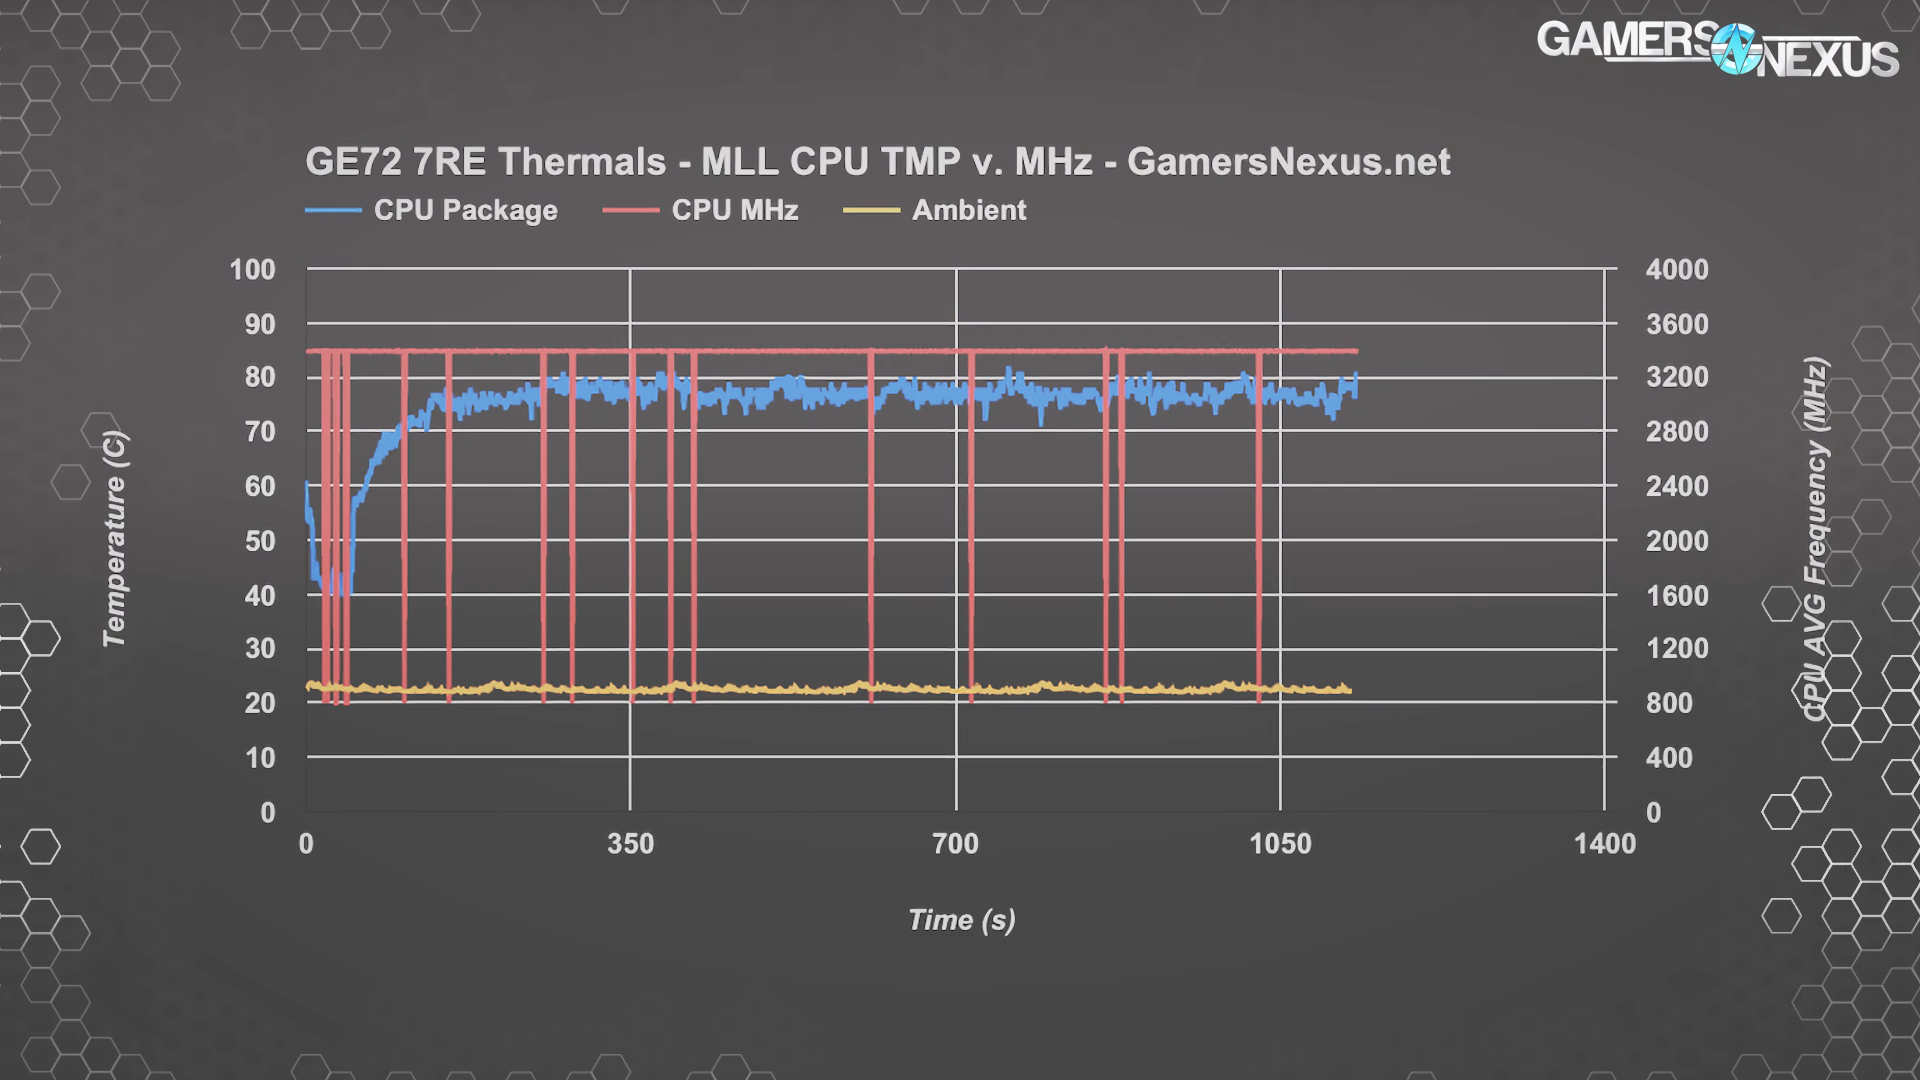 GAMERS NEXUS
GE72 7RE Thermals - MLL CPU TMP v. MHz - GamersNexus.net
CPU Package CPU MHz Ambient
100 4000
90 3600
80 3200
70 2800
60 2400
50 2000
40 1600
30 1200
20 800
10 400
0 0
Temperature (C)
CPU AVG Frequency (MHz)
0 350 700 1050 1400
Time (s)